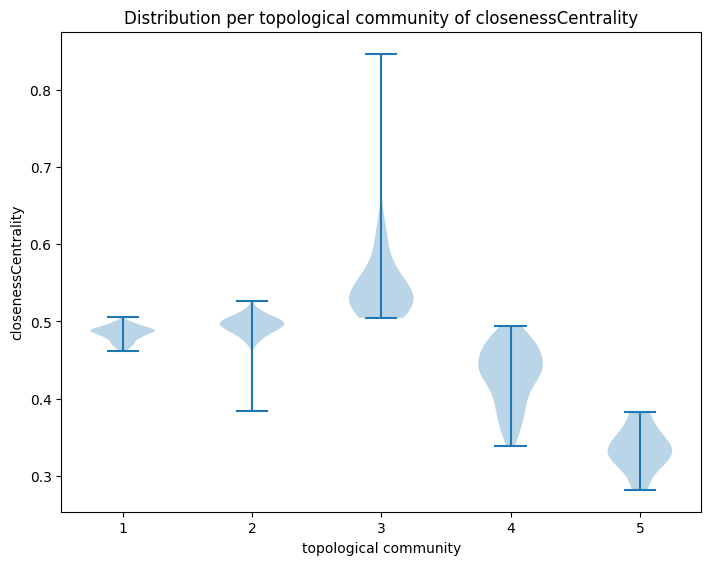 Distribution per topological community of closenessCentrality
closenessCentrality
0.8
0.7
0.6
0.5
0.4
0.3
1 2 3 4 5
topological community